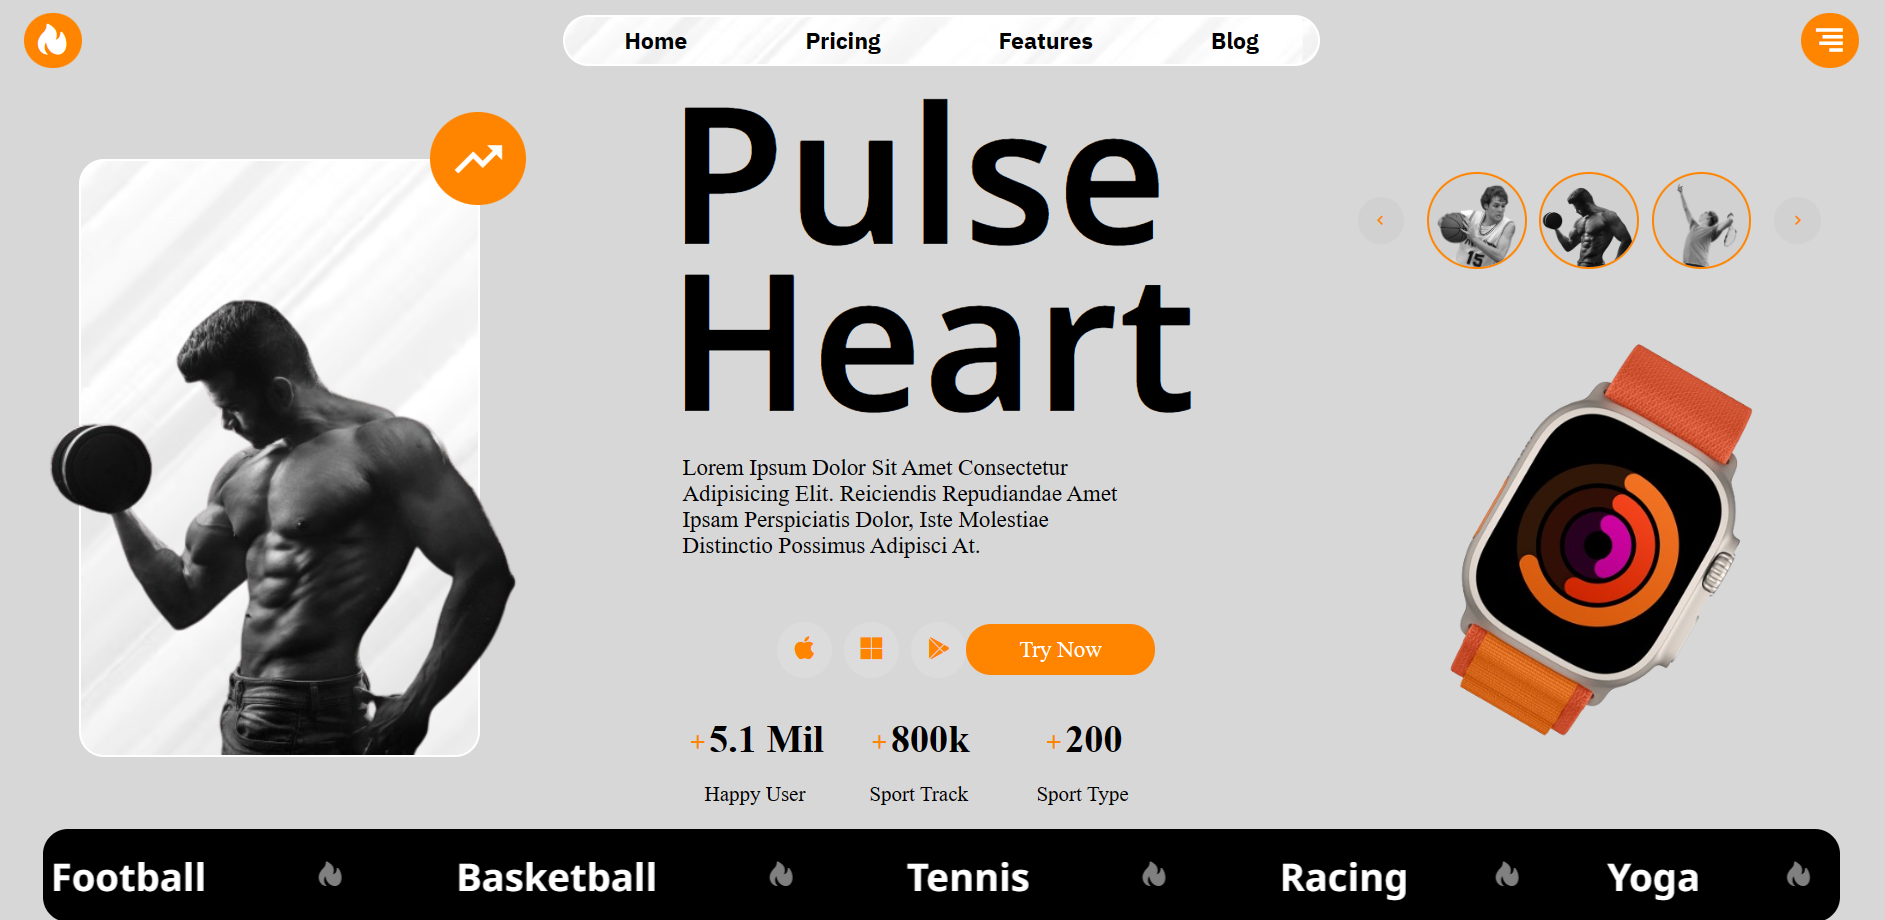 Home Pricing Features Blog
Pulse
Heart
15
Lorem Ipsum Dolor Sit Amet Consectetur
Adipisicing Elit. Reiciendis Repudiandae Amet
Ipsam Perspiciatis Dolor, Iste Molestiae
Distinctio Possimus Adipisci At.
Try Now
+5.1 Mil +800k +200
Happy User Sport Track Sport Type
Football Basketball Tennis Racing Yoga